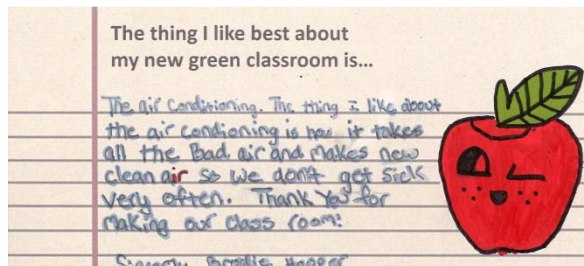 The thing I like best about
my new green classroom is...
The air Conditioning. The thing I like about
the air condioning is how it takes
all the Bad air and makes new
clean air so we don't get sick
very often. Thank You for
making our class room!